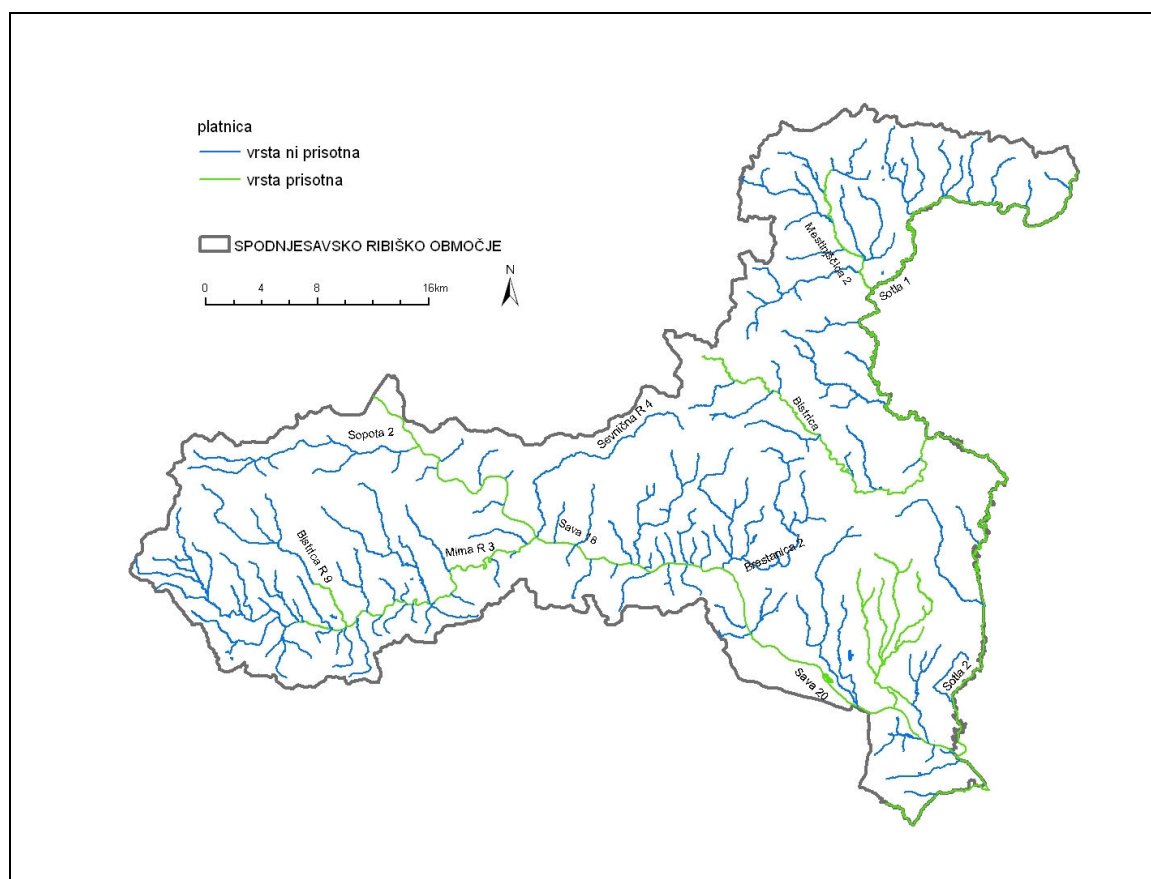 platnica
vrsta ni prisotna
vrsta prisotna
SPODNJESAVSKO RIBIŠKO OBMOČJE
0 4 8 16km
N
Mestinjščica 2
Sotla 1
Sevnična R 4
Bistrica
Sopota 2
Sava 18
Mirna R 3
Brestanica 2
Bistrica R 9
Sotla 2
Sava 20